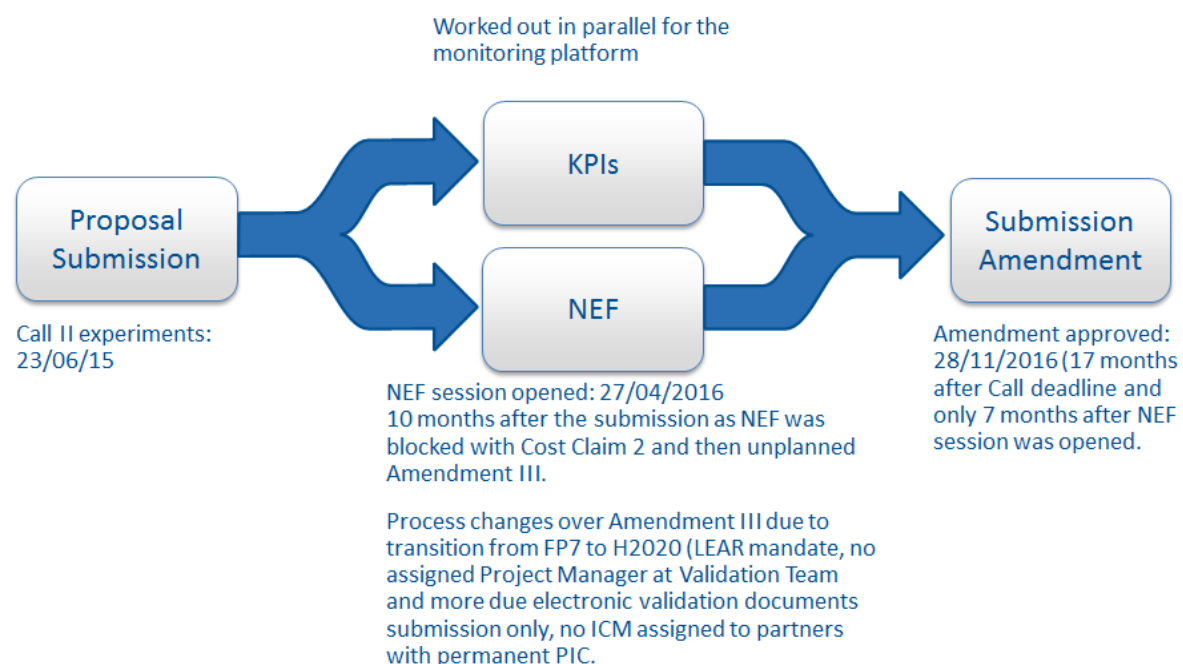 Worked out in parallel for the
monitoring platform
KPIs
Proposal
Submission
Submission
Amendment
NEF
Call II experiments:
23/06/15
Amendment approved:
28/11/2016 (17 months
after Call deadline and
only 7 months after NEF
session was opened.
NEF session opened: 27/04/2016
10 months after the submission as NEF was
blocked with Cost Claim 2 and then unplanned
Amendment III.
Process changes over Amendment III due to
transition from FP7 to H2020 (LEAR mandate, no
assigned Project Manager at Validation Team
and more due electronic validation documents
submission only, no ICM assigned to partners
with permanent PIC.